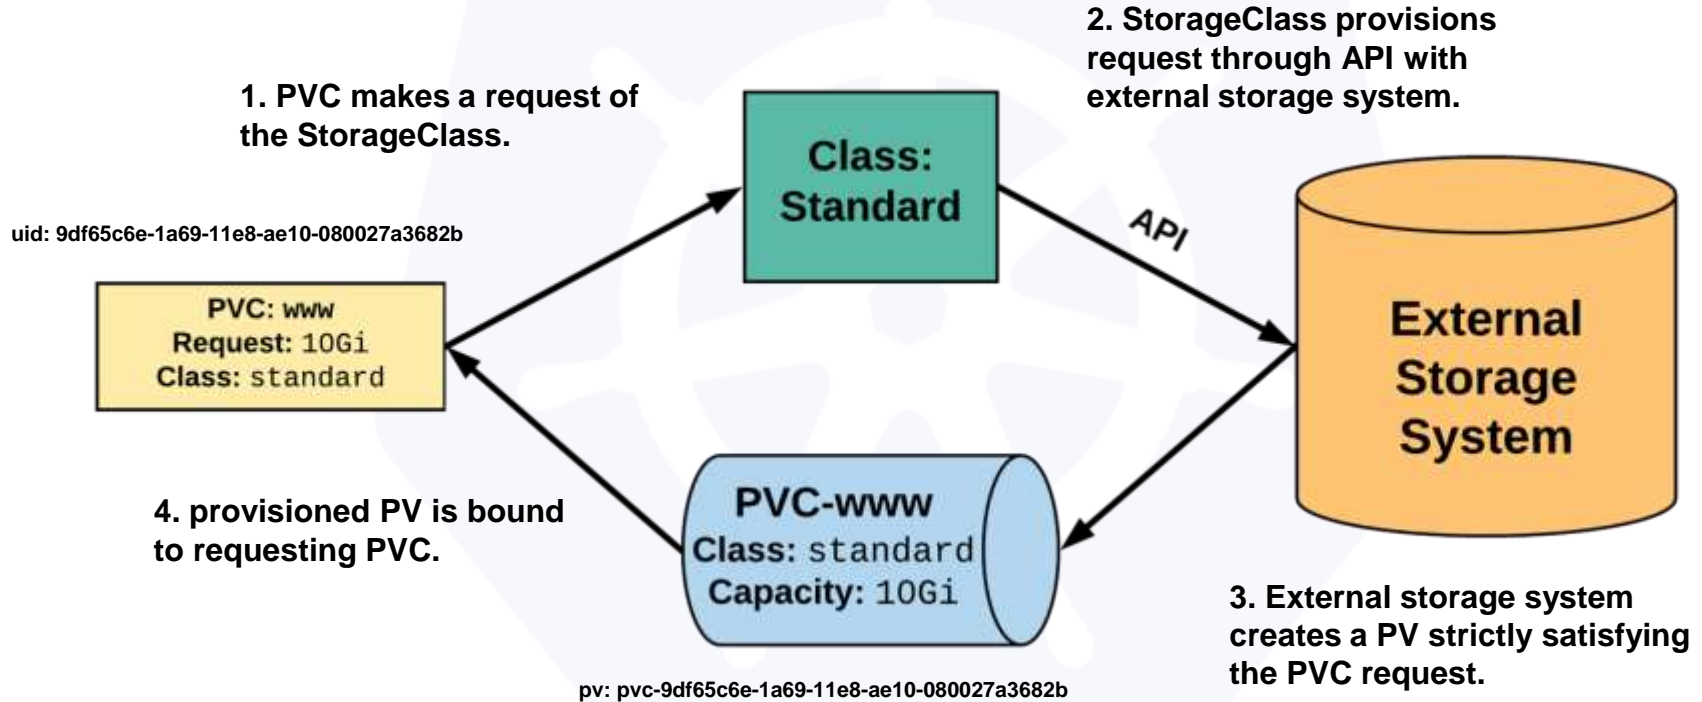 1. PVC makes a request of
the StorageClass.
2. StorageClass provisions
request through API with
external storage system.
Class:
Standard
API
uid: 9df65c6e-1a69-11e8-ae10-080027a3682b
PVC: www
Request: 10Gi
Class: standard
External
Storage
System
4. provisioned PV is bound
to requesting PVC.
PVC-www
Class: standard
Capacity: 10Gi
3. External storage system
creates a PV strictly satisfying
the PVC request.
pv: pvc-9df65c6e-1a69-11e8-ae10-080027a3682b